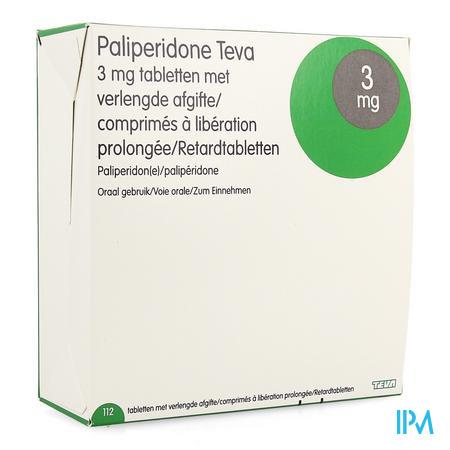 Paliperidone Teva
3 mg tabletten met
verlengde afgifte/
comprimés à libération
prolongée/Retardtabletten
Paliperidon(e)/palipéridone
Oraal gebruik/Voie orale/Zum Einnehmen
3
mg
112
tabletten met verlengde afgifte/comprimés à libération prolongée/Retardtabletten
TEVA
IPM